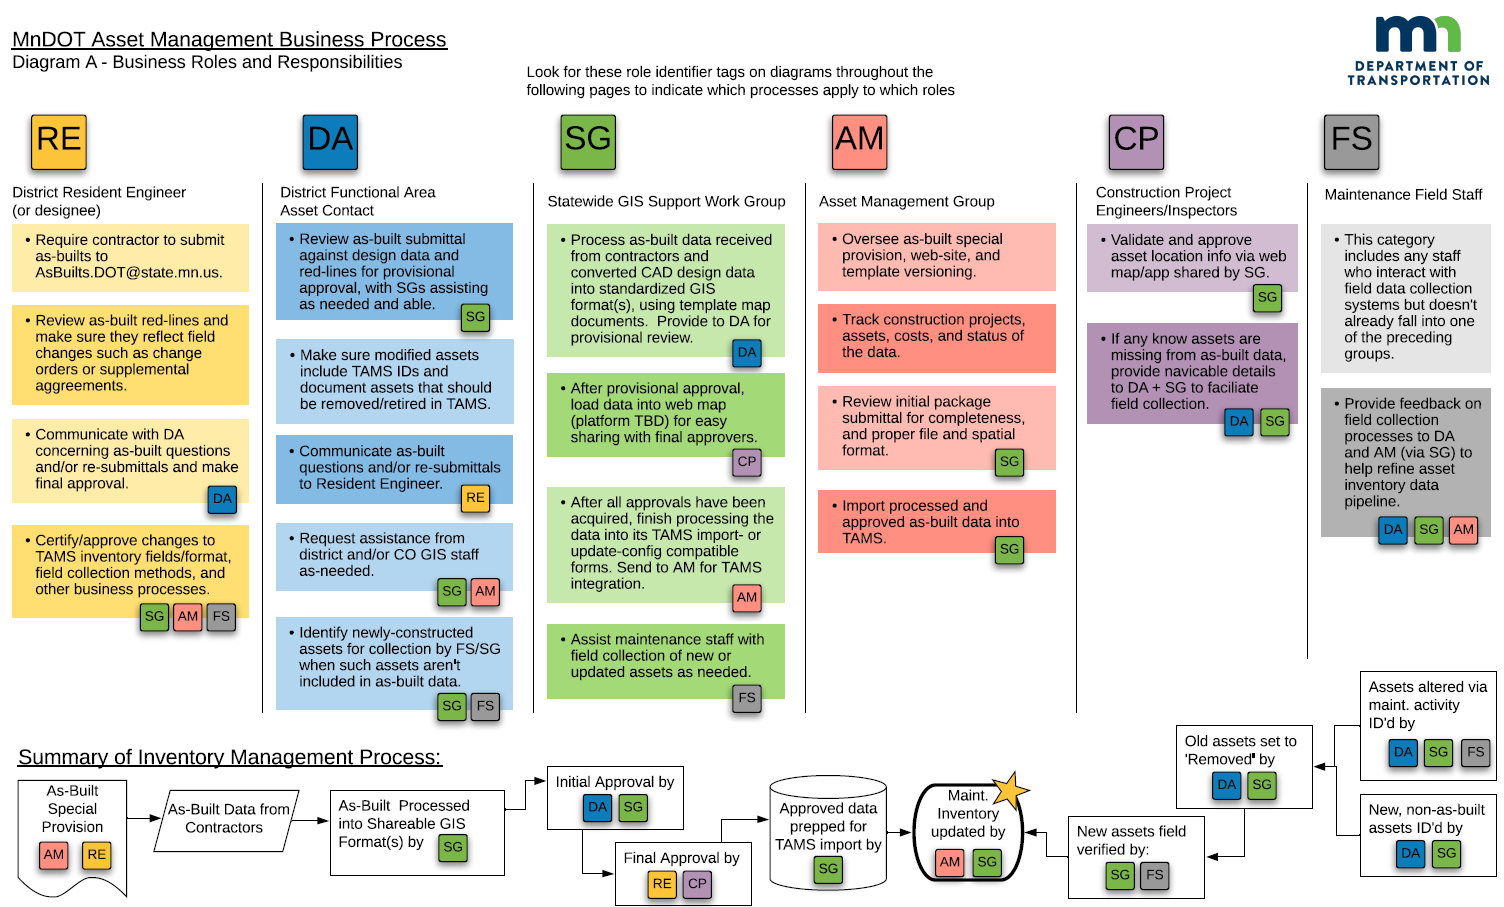 MnDOT Asset Management Business Process
Diagram A - Business Roles and Responsibilities
Look for these role identifier tags on diagrams throughout the
following pages to indicate which processes apply to which roles
mn
DEPARTMENT OF
TRANSPORTATION
RE
District Resident Engineer
(or designee)
• Require contractor to submit
as-builts to
AsBuilts.DOT@state.mn.us.
• Review as-built red-lines and
make sure they reflect field
changes such as change
orders or supplemental
aggreements.
• Communicate with DA
concerning as-built questions
and/or re-submittals and make
final approval.
DA
• Certify/approve changes to
TAMS inventory fields/format,
field collection methods, and
other business processes.
SG AM FS
DA
District Functional Area
Asset Contact
• Review as-built submittal
against design data and
red-lines for provisional
approval, with SGs assisting
as needed and able.
SG
• Make sure modified assets
include TAMS IDs and
document assets that should
be removed/retired in TAMS.
• Communicate as-built
questions and/or re-submittals
to Resident Engineer.
RE
• Request assistance from
district and/or CO GIS staff
as-needed.
SG AM
• Identify newly-constructed
assets for collection by FS/SG
when such assets aren't
included in as-built data.
SG FS
SG
Statewide GIS Support Work Group
• Process as-built data received
from contractors and
converted CAD design data
into standardized GIS
format(s), using template map
documents. Provide to DA for
provisional review.
DA
• After provisional approval,
load data into web map
(platform TBD) for easy
sharing with final approvers.
CP
• After all approvals have been
acquired, finish processing the
data into its TAMS import- or
update-config compatible
forms. Send to AM for TAMS
integration.
AM
• Assist maintenance staff with
field collection of new or
updated assets as needed.
FS
AM
Asset Management Group
• Oversee as-built special
provision, web-site, and
template versioning.
• Track construction projects,
assets, costs, and status of
the data.
• Review initial package
submittal for completeness,
and proper file and spatial
format.
SG
• Import processed and
approved as-built data into
TAMS.
SG
CP
Construction Project
Engineers/Inspectors
• Validate and approve
asset location info via web
map/app shared by SG.
SG
• If any know assets are
missing from as-built data,
provide navicable details
to DA + SG to faciliate
field collection.
DA SG
FS
Maintenance Field Staff
• This category
includes any staff
who interact with
field data collection
systems but doesn't
already fall into one
of the preceding
groups.
• Provide feedback on
field collection
processes to DA
and AM (via SG) to
help refine asset
inventory data
pipeline.
DA SG AM
Summary of Inventory Management Process:
As-Built
Special
Provision
AM RE
As-Built Data from
Contractors
As-Built Processed
into Shareable GIS
Format(s) by
SG
Initial Approval by
DA SG
Final Approval by
RE CP
Approved data
prepped for
TAMS import by
SG
Maint.
Inventory
updated by
AM SG
New assets field
verified by:
SG FS
Old assets set to
'Removed' by
DA SG
Assets altered via
maint. activity
ID'd by
DA SG FS
New, non-as-built
assets ID'd by
DA SG